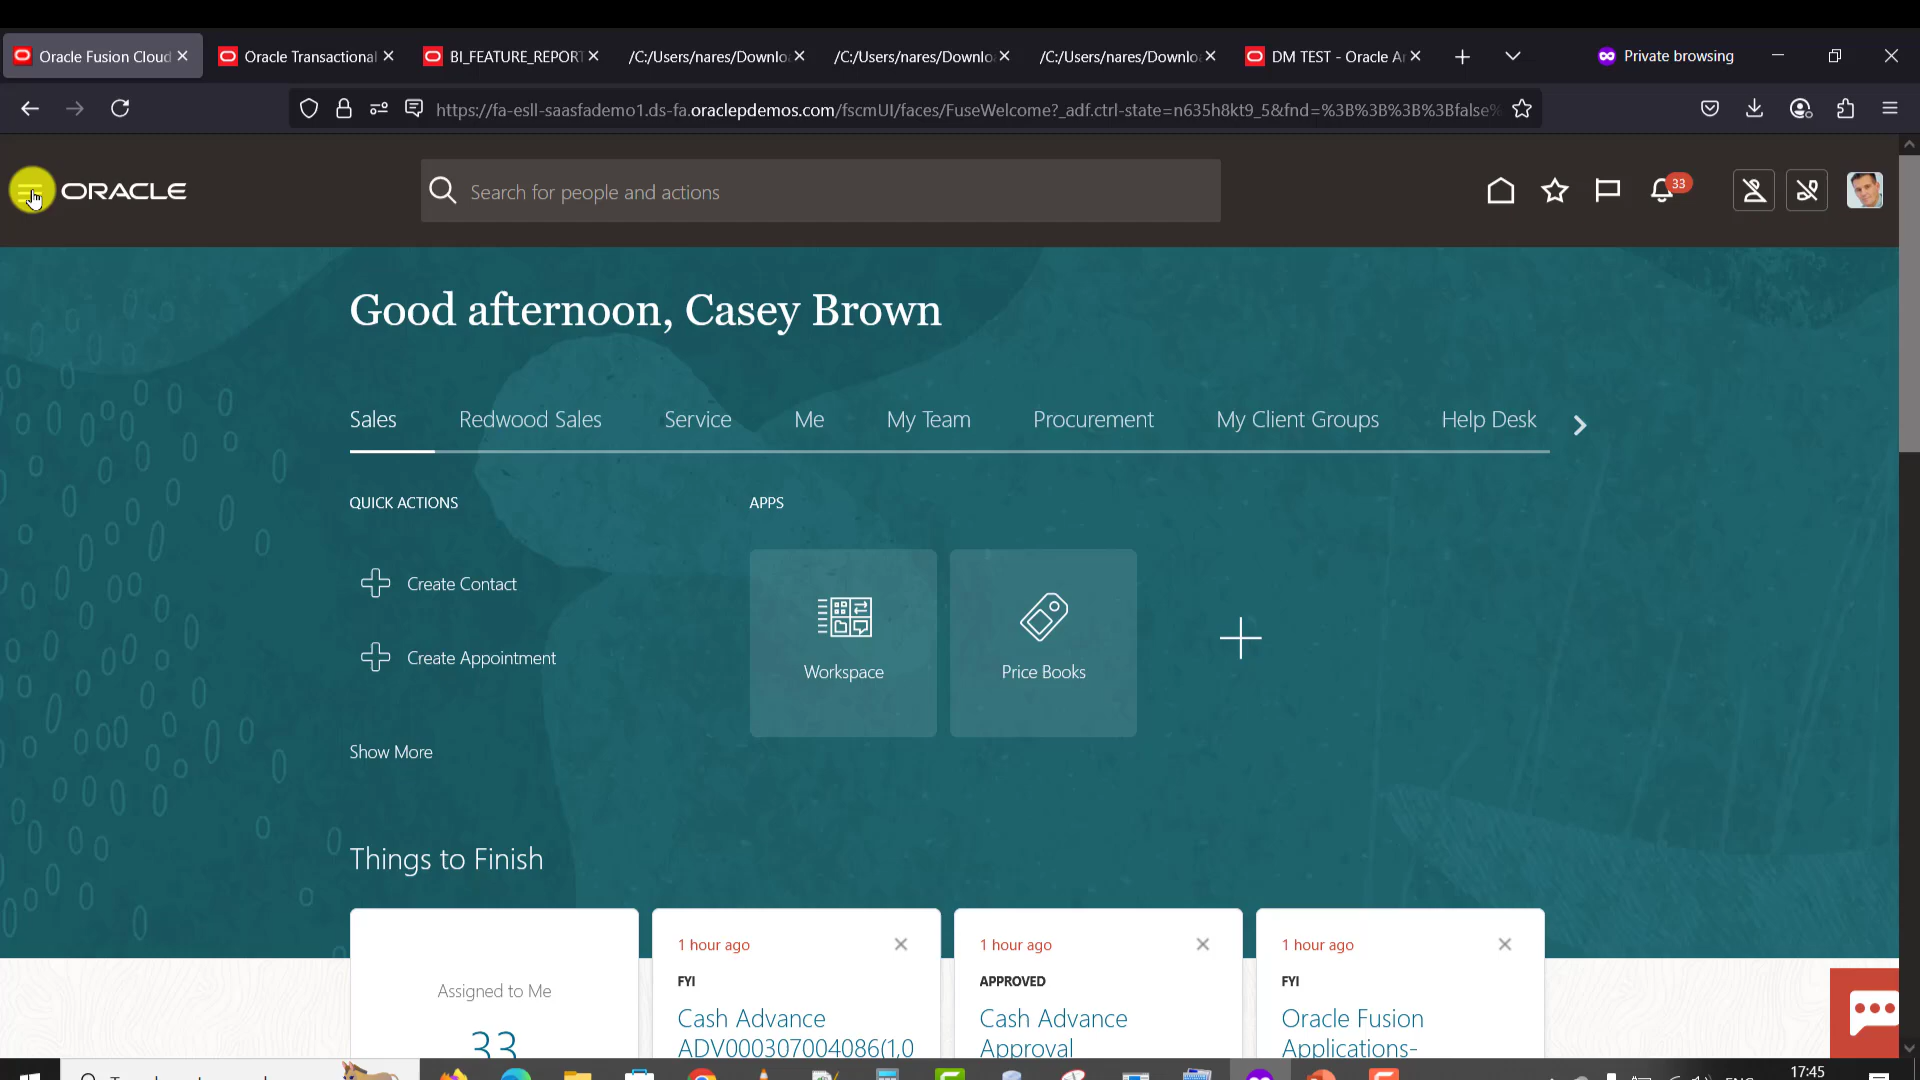 Oracle Fusion Cloud
Oracle Transactional
BI_FEATURE_REPORT
/C:/Users/nares/Downlo
/C:/Users/nares/Downlo
/C:/Users/nares/Downlo
DM TEST - Oracle A
Private browsing
https://fa-esll-saasfademo1.ds-fa.oraclepdemos.com/fscmUI/faces/FuseWelcome?_adf.ctrl-state=n635h8kt9_5&fnd=%3B%3B%3B%3Bfalse%
ORACLE
Search for people and actions
33
Good afternoon, Casey Brown
Sales
Redwood Sales
Service
Me
My Team
Procurement
My Client Groups
Help Desk
QUICK ACTIONS
APPS
Create Contact
Create Appointment
Workspace
Price Books
Show More
Things to Finish
Assigned to Me
33
1 hour ago
FYI
Cash Advance
ADV000307004086(1,0
1 hour ago
APPROVED
Cash Advance
Approval
1 hour ago
FYI
Oracle Fusion
Applications-
17:45